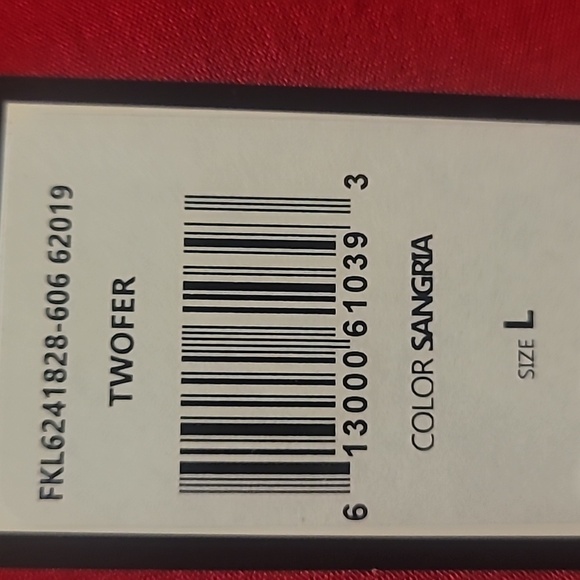 FKL6241828-606 62019
TWOFER
6 13000 61039 3
COLOR SANGRIA
SIZE L